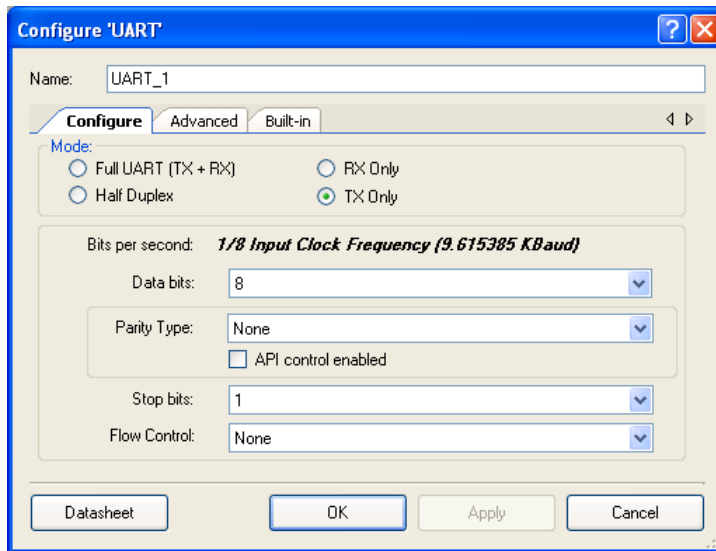 Configure 'UART'
Name: UART_1
Configure Advanced Built-in
Mode:
Full UART (TX + RX) RX Only
Half Duplex TX Only
Bits per second: 1/8 Input Clock Frequency (9.615385 KBaud)
Data bits: 8
Parity Type: None
API control enabled
Stop bits: 1
Flow Control: None
Datasheet OK Apply Cancel